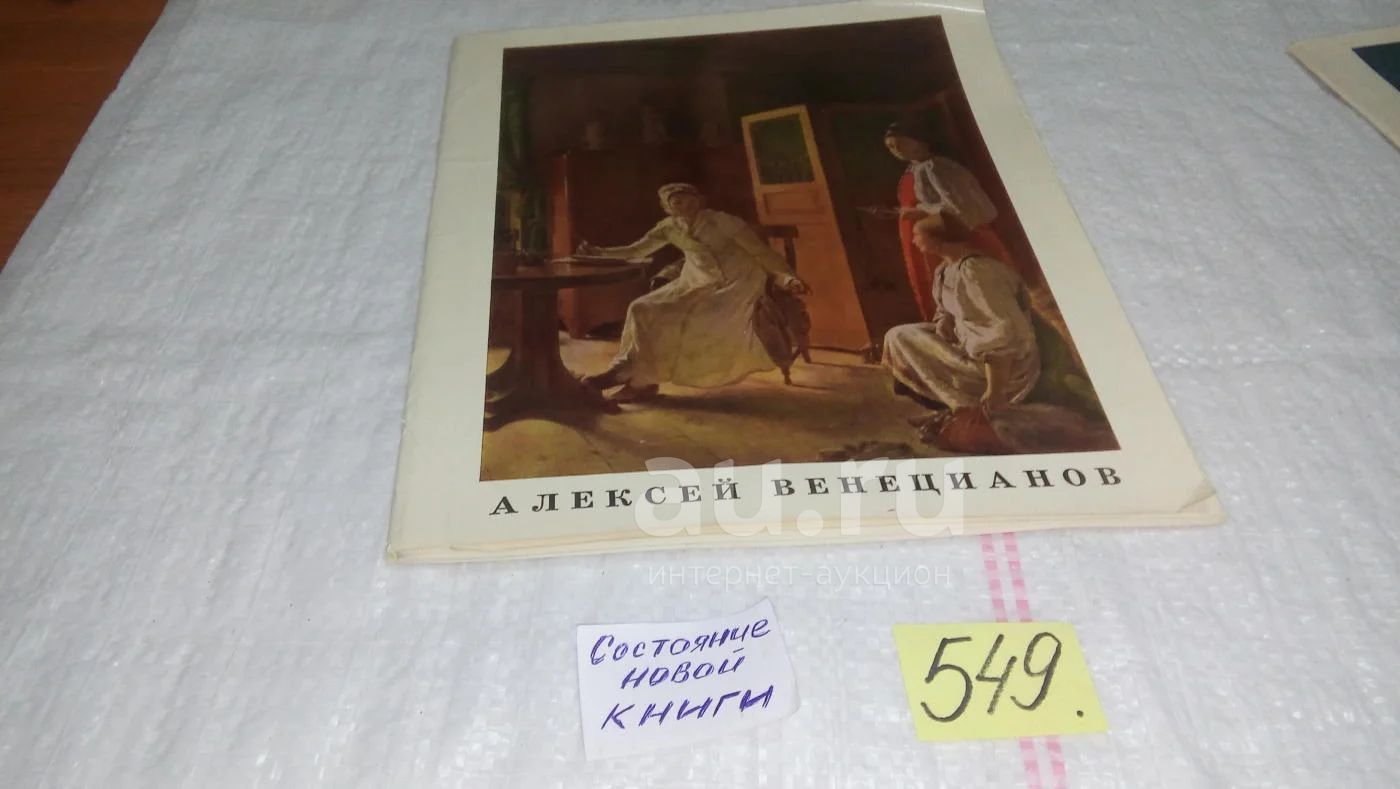 АЛЕКСЕЙ ВЕНЕЦИАНОВ
au.ru
интернет-аукцион
Состояние
новой
книги
549.